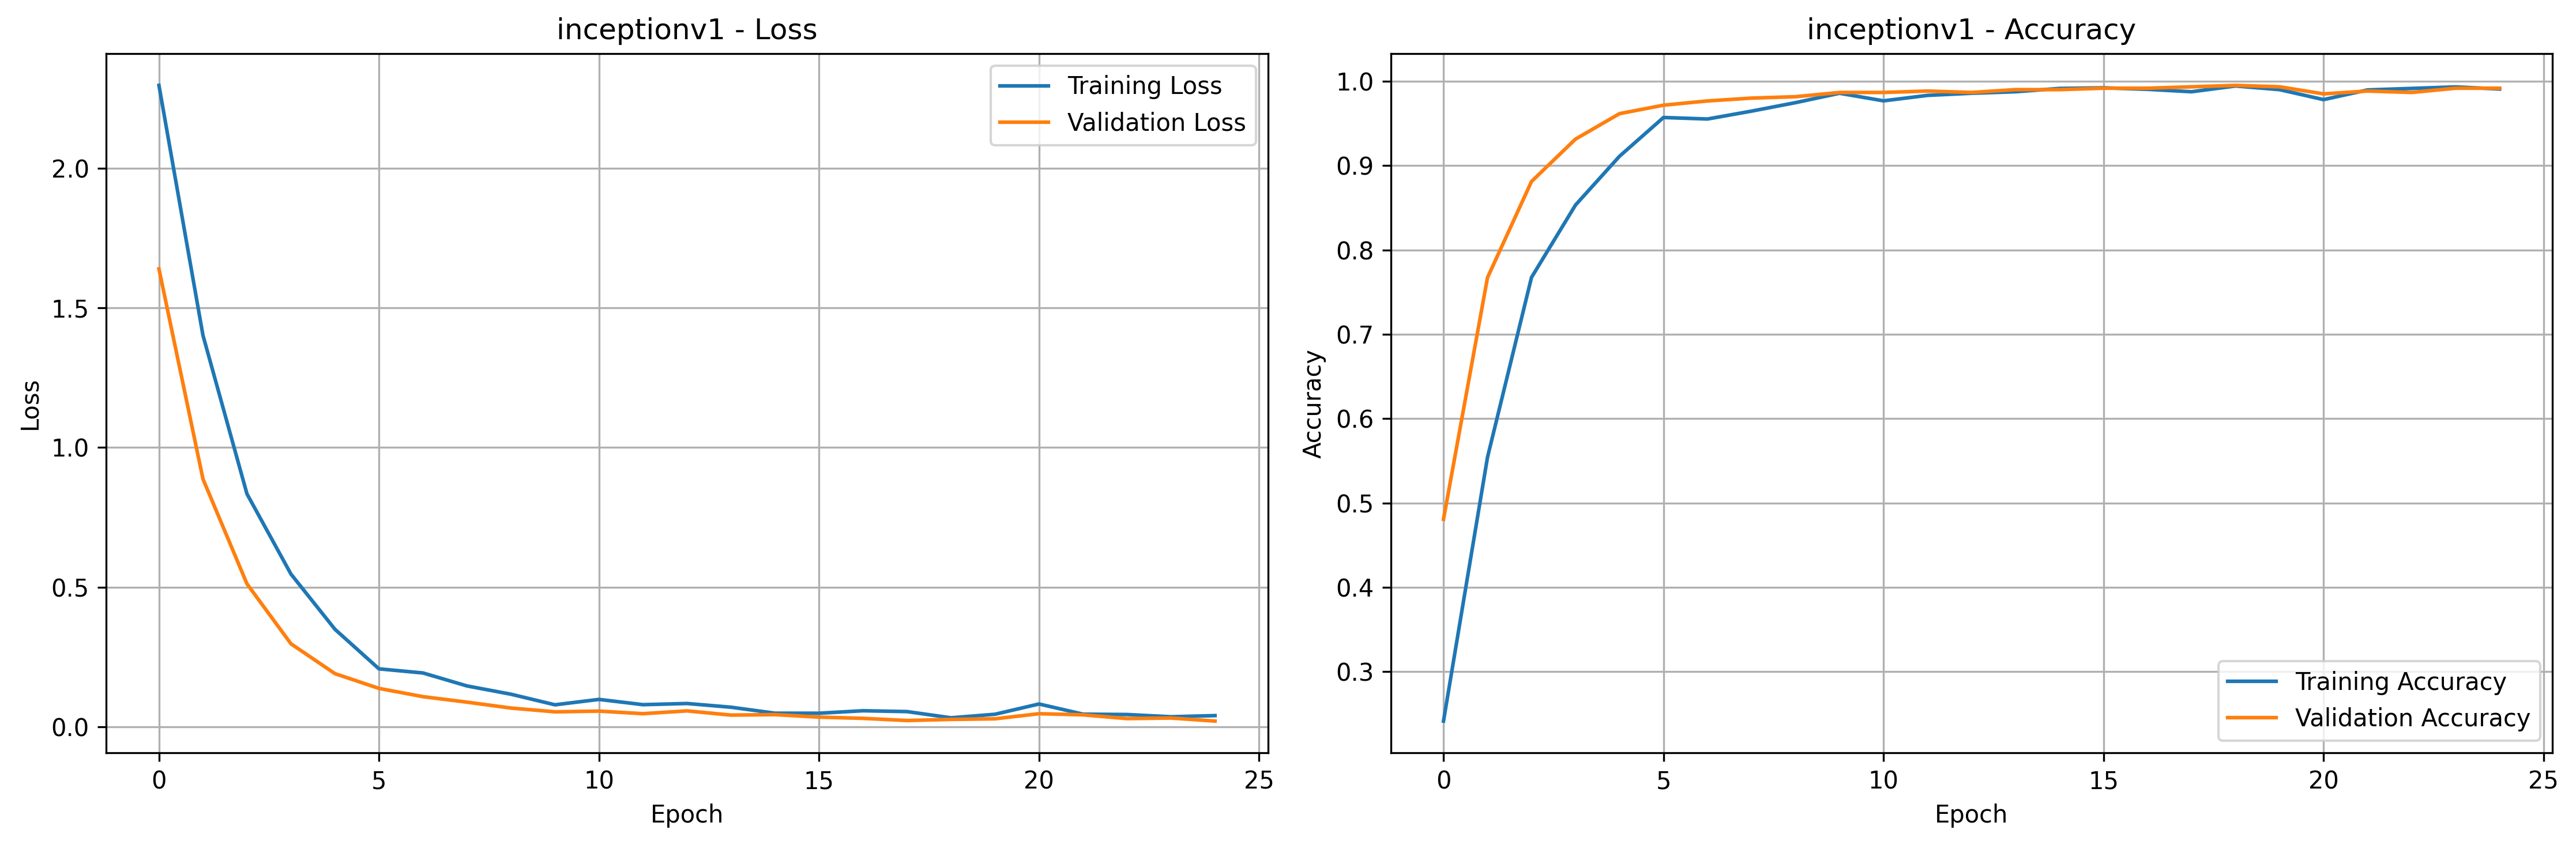 inceptionv1 - Loss
Training Loss
Validation Loss
2.0
1.5
1.0
0.5
0.0
Loss
0 5 10 15 20 25
Epoch
inceptionv1 - Accuracy
1.0
0.9
0.8
0.7
0.6
0.5
0.4
0.3
Accuracy
Training Accuracy
Validation Accuracy
0 5 10 15 20 25
Epoch